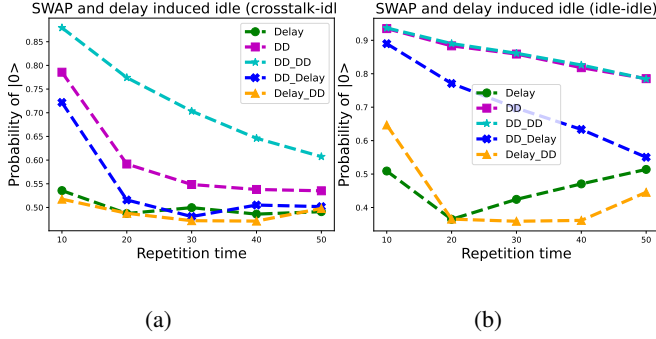 SWAP and delay induced idle (crosstalk-idl
Probability of |0>
0.85
0.80
0.75
0.70
0.65
0.60
0.55
0.50
Delay
DD
DD_DD
DD_Delay
Delay_DD
10 20 30 40 50
Repetition time
(a)
SWAP and delay induced idle (idle-idle)
Probability of |0>
0.9
0.8
0.7
0.6
0.5
0.4
Delay
DD
DD_DD
DD_Delay
Delay_DD
10 20 30 40 50
Repetition time
(b)